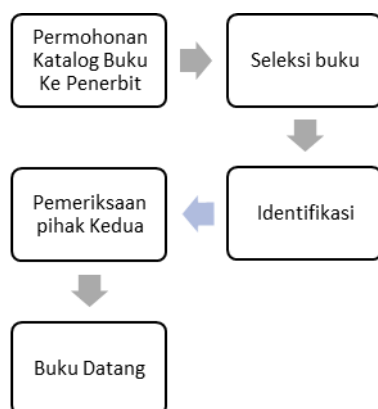 Permohonan
Katalog Buku
Ke Penerbit
Seleksi buku
Identifikasi
Pemeriksaan
pihak Kedua
Buku Datang